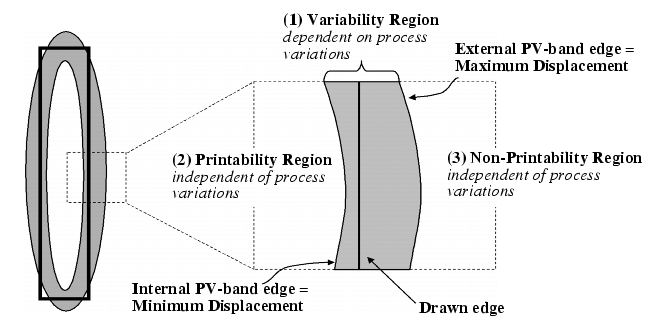 (1) Variability Region
dependent on process
variations
External PV-band edge =
Maximum Displacement
(2) Printability Region
independent of process
variations
(3) Non-Printability Region
independent of process
variations
Internal PV-band edge =
Minimum Displacement
Drawn edge